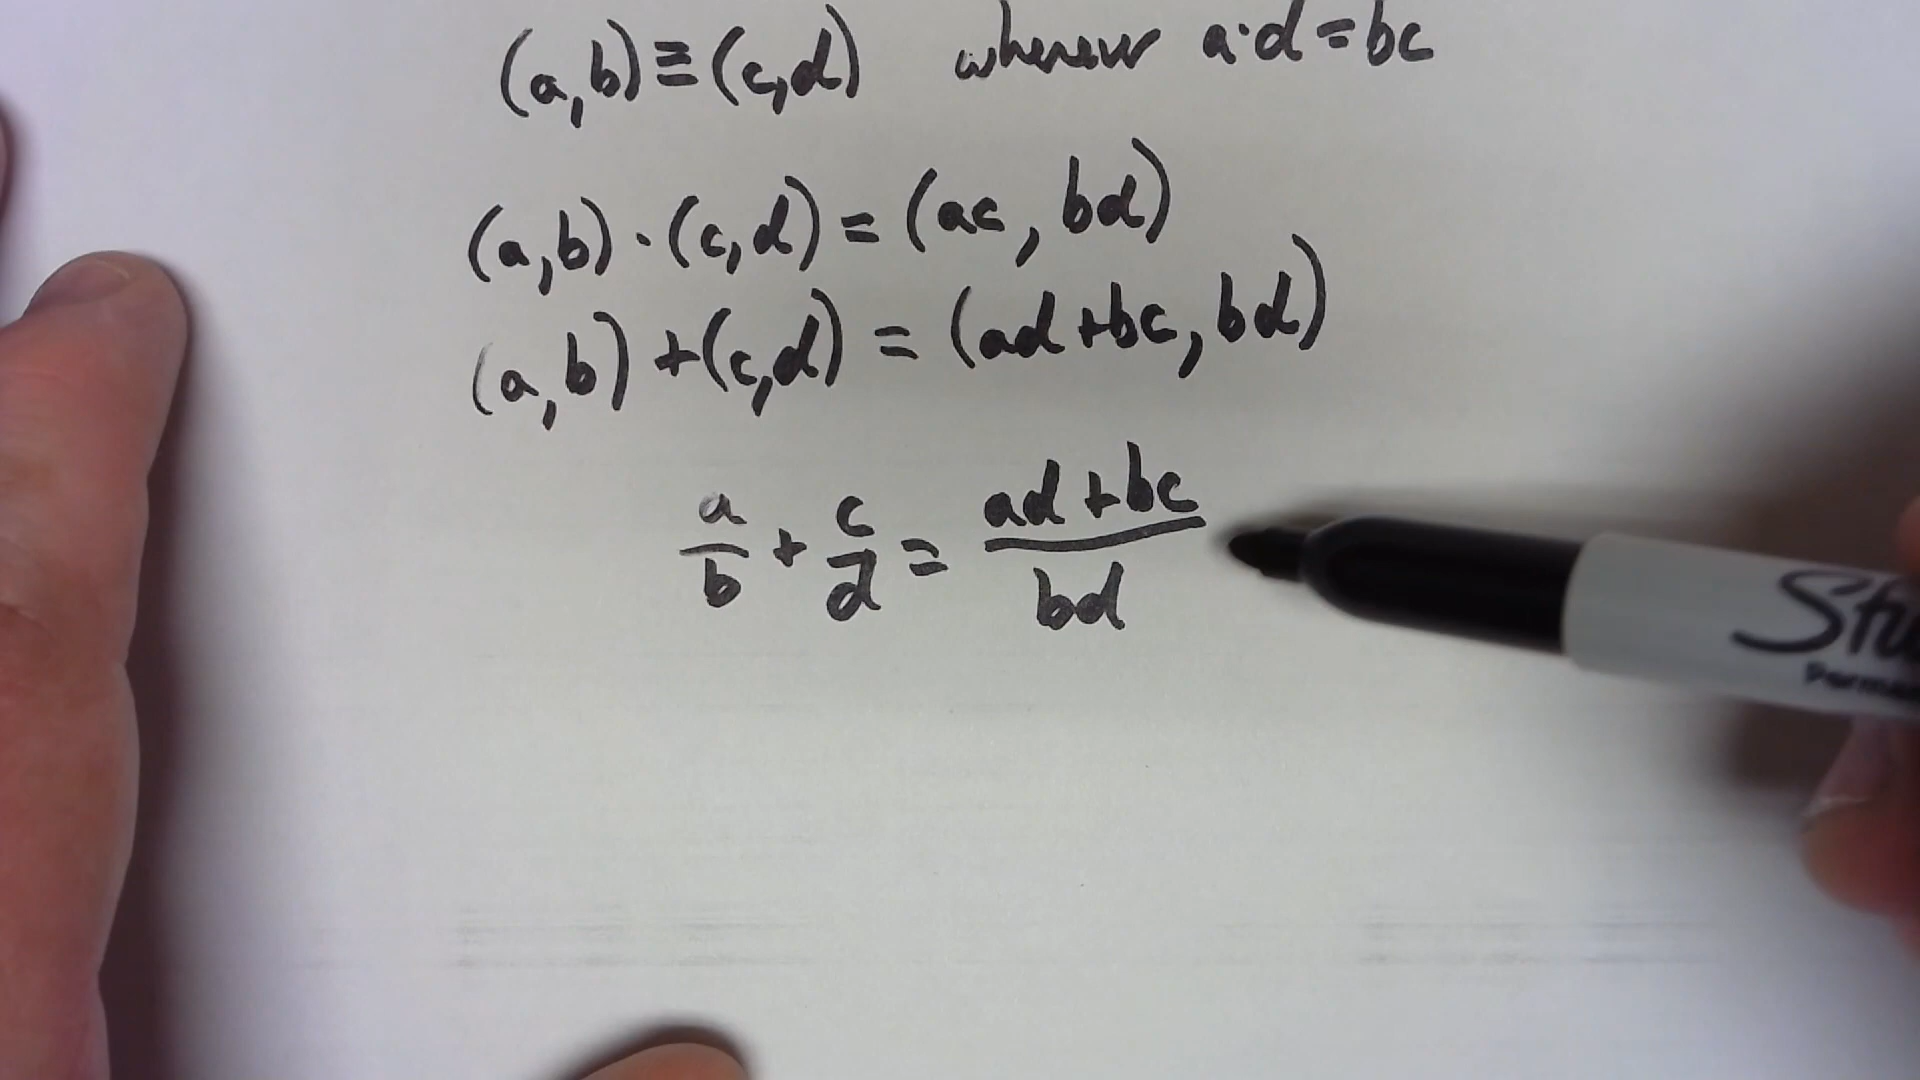 (a,b)≡(c,d) whenever a·d=bc
(a,b)·(c,d)=(ac, bd)
(a,b)+(c,d)=(ad+bc,bd)
a/b + c/d = ad+bc/bd